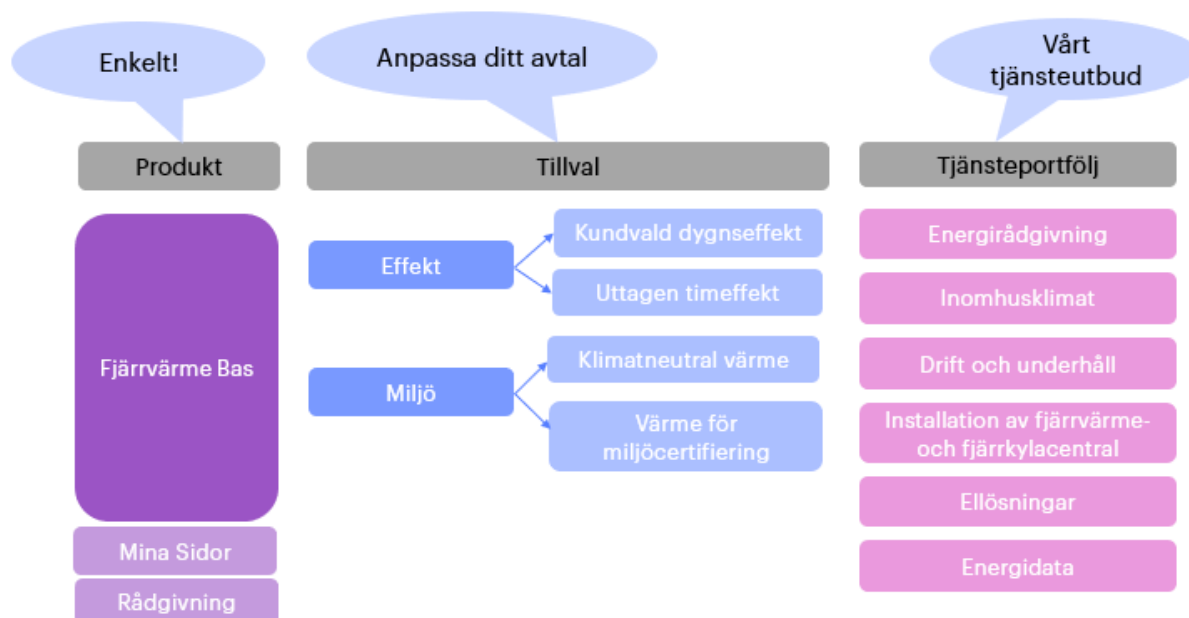 Enkelt!
Anpassa ditt avtal
Vårt
tjänsteutbud
Produkt
Tillval
Tjänsteportfölj
Fjärrvärme Bas
Mina Sidor
Rådgivning
Effekt
Kundvald dygnseffekt
Uttagen timeffekt
Miljö
Klimatneutral värme
Värme för
miljöcertifiering
Energirådgivning
Inomhusklimat
Drift och underhåll
Installation av fjärrvärme-
och fjärrkylacentral
Ellösningar
Energidata